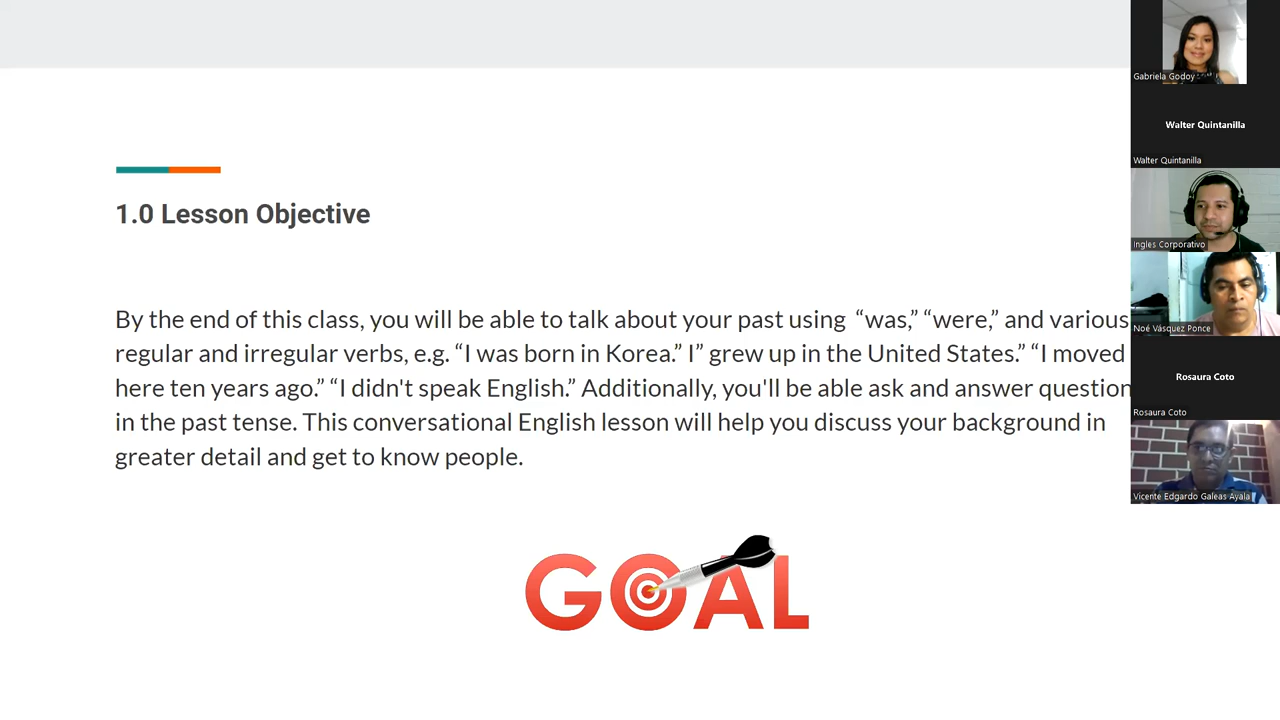 1.0 Lesson Objective
By the end of this class, you will be able to talk about your past using “was,” “were,” and various
regular and irregular verbs, e.g. “I was born in Korea.” I” grew up in the United States.” “I moved
here ten years ago.” “I didn't speak English.” Additionally, you'll be able ask and answer question
in the past tense. This conversational English lesson will help you discuss your background in
greater detail and get to know people.
GOAL
Gabriela Godoy
Walter Quintanilla
Walter Quintanilla
Ingles Corporativo
Noé Vásquez Ponce
Rosaura Coto
Rosaura Coto
Vicente Edgardo Galeas Ayala